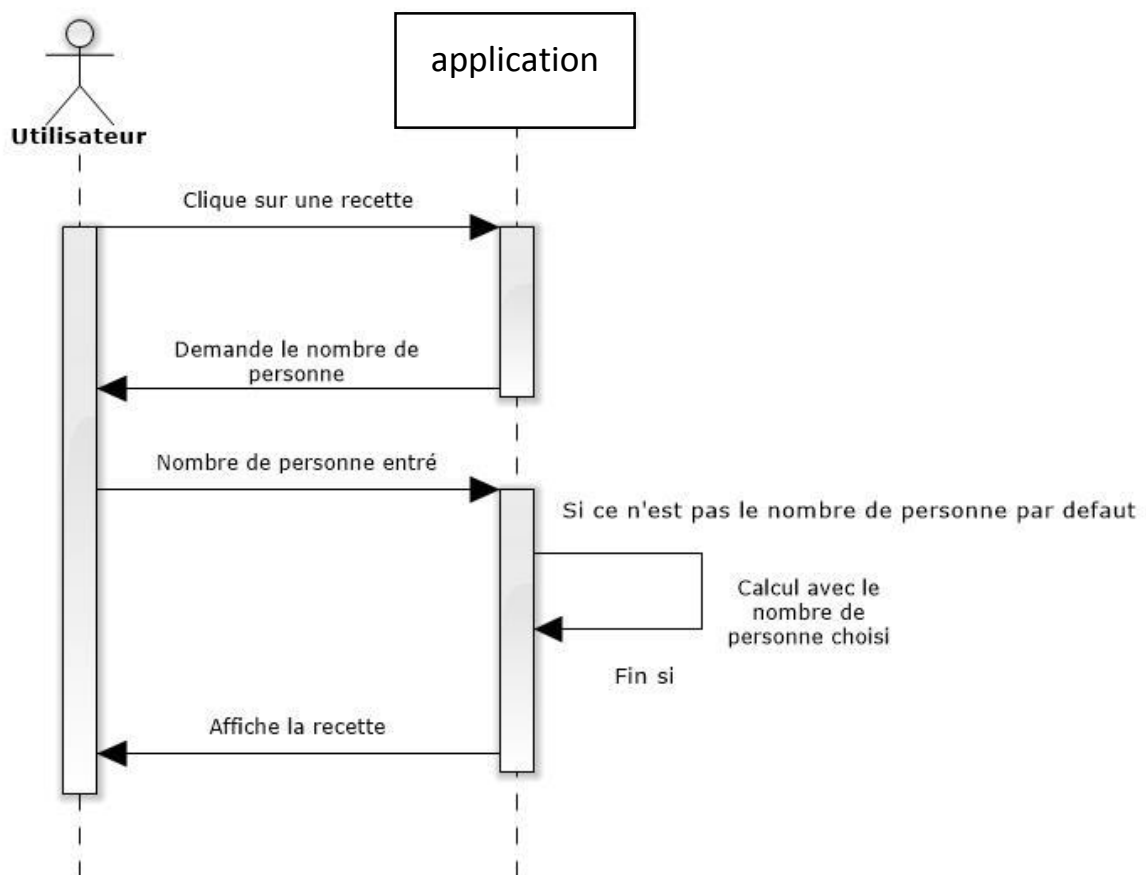 application
Utilisateur
Clique sur une recette
Demande le nombre de
personne
Nombre de personne entré
Si ce n'est pas le nombre de personne par defaut
Calcul avec le
nombre de
personne choisi
Fin si
Affiche la recette